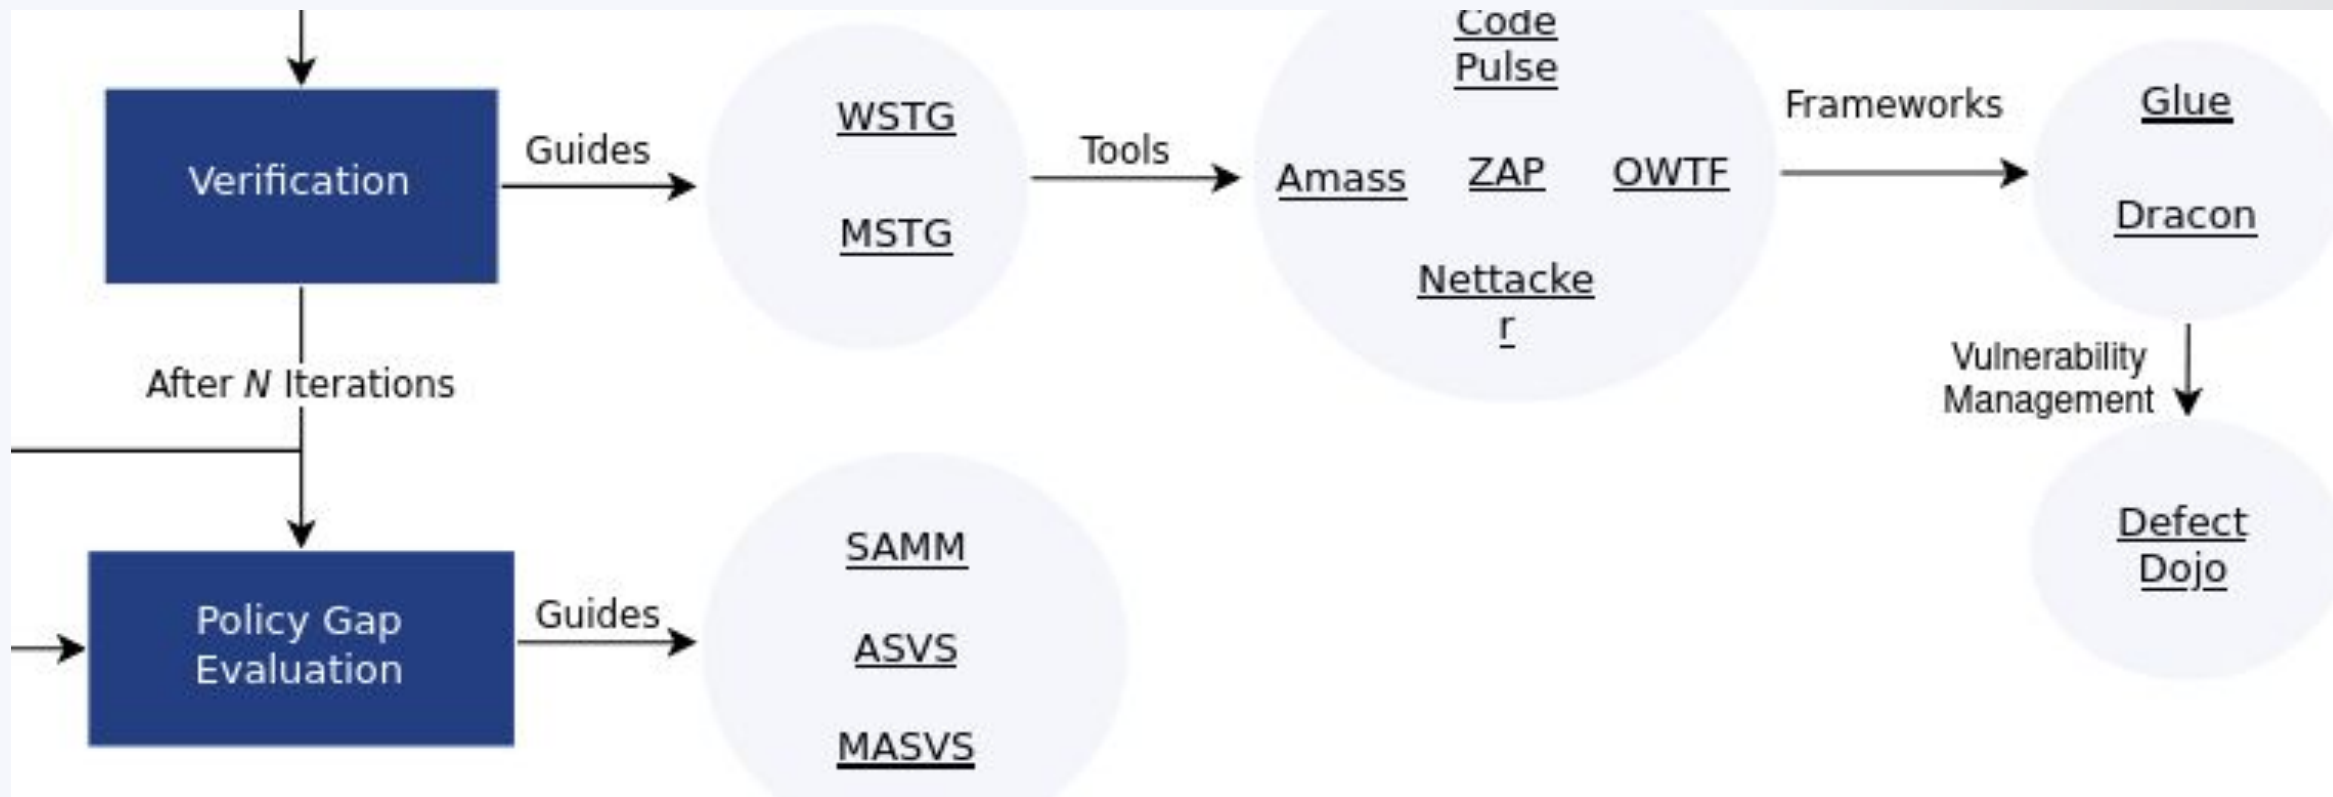 Verification
Guides
WSTG
MSTG
Tools
Code
Pulse
Amass
ZAP
OWTF
Nettacke
r
Frameworks
Glue
Dracon
Vulnerability
Management
Defect
Dojo
After N Iterations
Policy Gap
Evaluation
Guides
SAMM
ASVS
MASVS